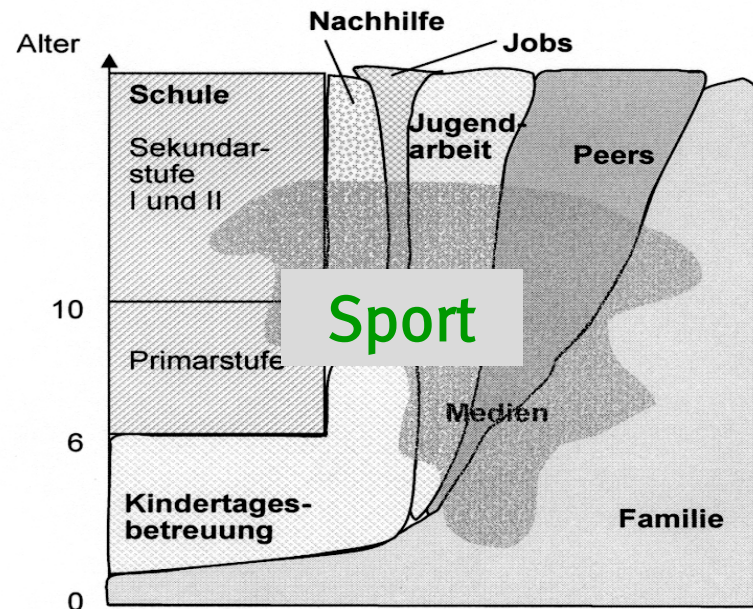 Nachhilfe
Alter
Jobs
Schule
Sekundar-
stufe
I und II
Jugend-
arbeit
Peers
10
Sport
Primarstufe
Medien
6
Kindertages-
betreuung
Familie
0